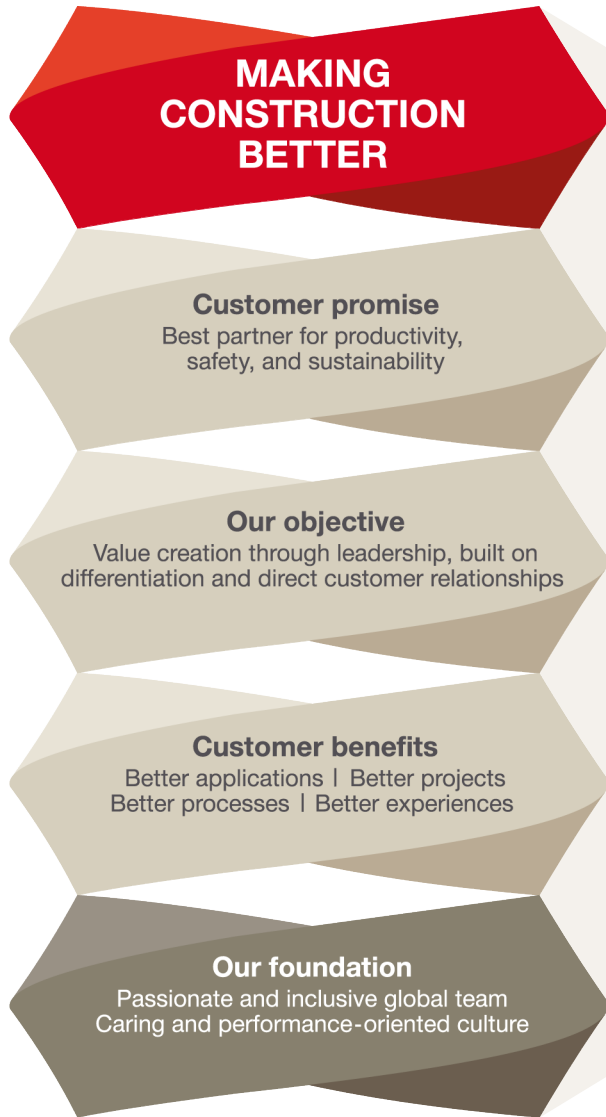 MAKING
CONSTRUCTION
BETTER
Customer promise
Best partner for productivity,
safety, and sustainability
Our objective
Value creation through leadership, built on
differentiation and direct customer relationships
Customer benefits
Better applications | Better projects
Better processes | Better experiences
Our foundation
Passionate and inclusive global team
Caring and performance-oriented culture